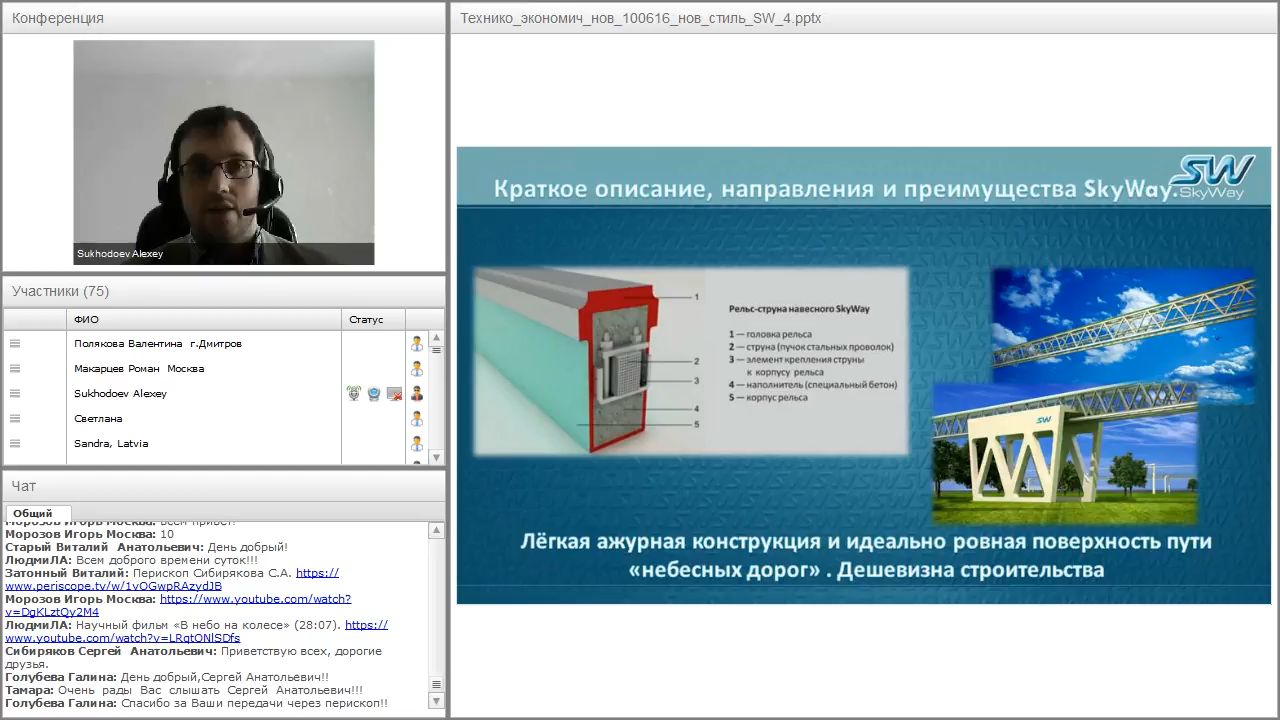 Конференция
Sukhodoev Alexey
Участники (75)
ФИО
Статус
Попкова Валентина г.Дмитров
Макарцев Роман Москва
Sukhodoev Alexey
Светлана
Sandra, Latvia
Чат
Общий
Морозов Игорь Москва: Всем привет!
Морозов Игорь Москва: 10
Старый Виталий Анатольевич: День добрый!
ЛюдмиЛА: Всем доброго времени суток!!!
Затонный Виталий: Перископ Сибирякова С.А. https://
www.periscope.tv/w/1vOGwpRAzydJB
Морозов Игорь Москва: https://www.youtube.com/watch?
v=DgKLztQy2M4
ЛюдмиЛА: Научный фильм «В небо на колесе» (28:07). https://
www.youtube.com/watch?v=LRqtONlSDfs
Сибиряков Сергей Анатольевич: Приветствую всех, дорогие
друзья.
Голубева Галина: День добрый,Сергей Анатольевич!!
Тамара: Очень рады Вас слышать Сергей Анатольевич!!!
Голубева Галина: Спасибо за Ваши передачи через перископ!!
Технико_экономич_нов_100616_нов_стиль_SW_4.pptx
Краткое описание, направления и преимущества SkyWay.
SW
SkyWay
1
2
3
4
5
Рельс-струна навесного SkyWay
1 — головка рельса
2 — струна (пучок стальных проволок)
3 — элемент крепления струны
к корпусу рельса
4 — наполнитель (специальный бетон)
5 — корпус рельса
SW
Лёгкая ажурная конструкция и идеально ровная поверхность пути
«небесных дорог» . Дешевизна строительства